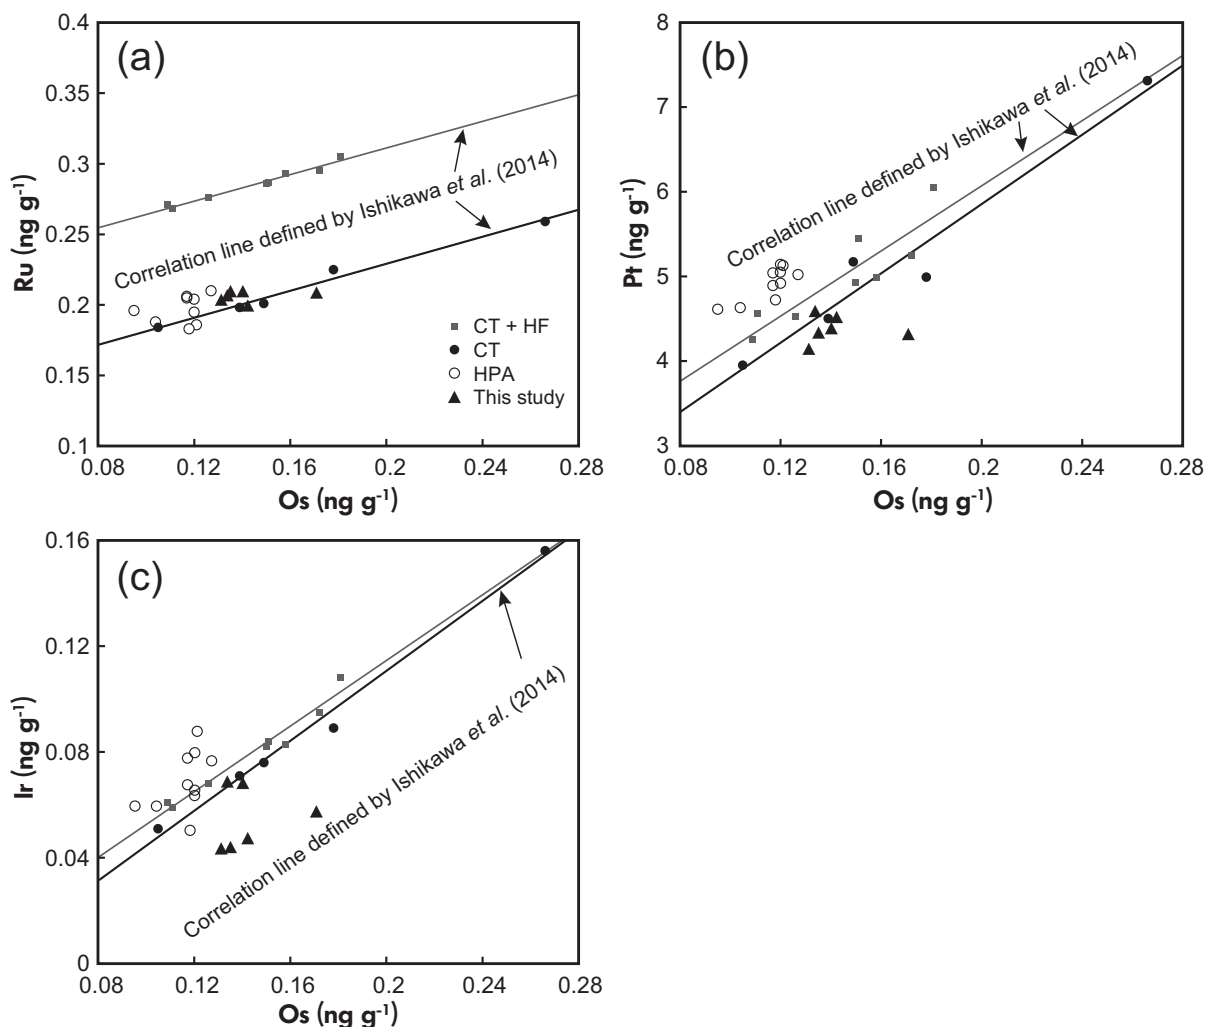 (a)
0.4
0.35
0.3
0.25
0.2
0.15
0.1
Ru (ng g-1)
Correlation line defined by Ishikawa et al. (2014)
CT + HF
CT
HPA
This study
0.08 0.12 0.16 0.2 0.24 0.28
Os (ng g-1)
(b)
8
7
6
5
4
3
Pt (ng g-1)
Correlation line defined by Ishikawa et al. (2014)
0.08 0.12 0.16 0.2 0.24 0.28
Os (ng g-1)
(c)
0.16
0.12
0.08
0.04
0
Ir (ng g-1)
Correlation line defined by Ishikawa et al. (2014)
0.08 0.12 0.16 0.2 0.24 0.28
Os (ng g-1)